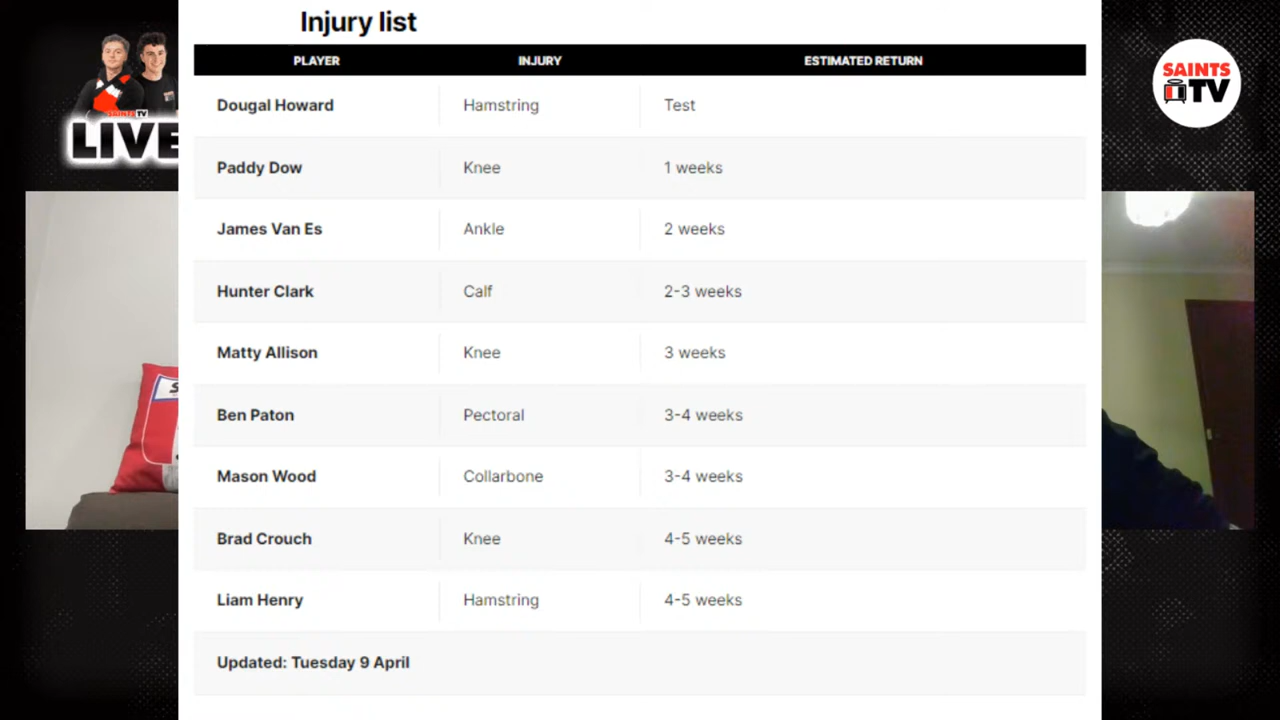 Injury list
PLAYER INJURY ESTIMATED RETURN
Dougal Howard Hamstring Test
Paddy Dow Knee 1 weeks
James Van Es Ankle 2 weeks
Hunter Clark Calf 2-3 weeks
Matty Allison Knee 3 weeks
Ben Paton Pectoral 3-4 weeks
Mason Wood Collarbone 3-4 weeks
Brad Crouch Knee 4-5 weeks
Liam Henry Hamstring 4-5 weeks
Updated: Tuesday 9 April
SAINTS TV
LIVE
SAINTS
TV